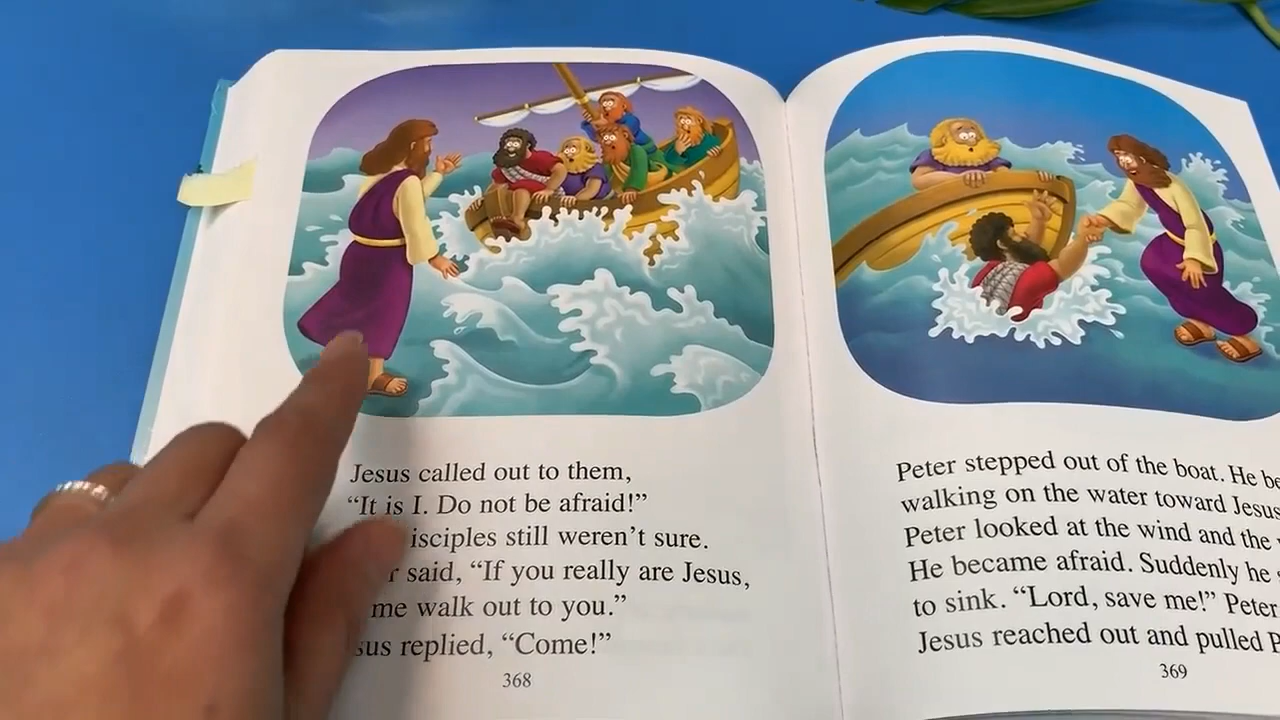 Jesus called out to them,
“It is I. Do not be afraid!”
isciples still weren’t sure.
r said, “If you really are Jesus,
me walk out to you.”
sus replied, “Come!”
368
Peter stepped out of the boat. He be
walking on the water toward Jesus
Peter looked at the wind and the
He became afraid. Suddenly he
to sink. “Lord, save me!” Peter
Jesus reached out and pulled P
369